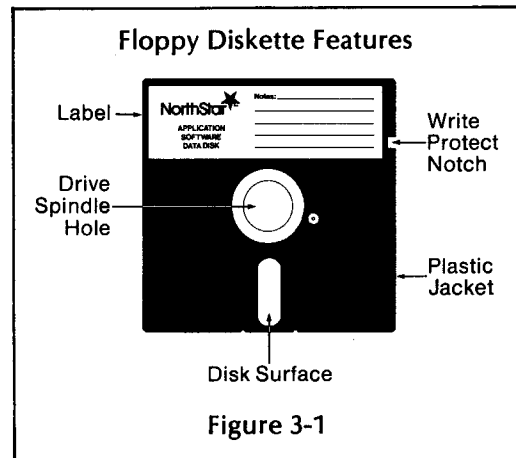 Floppy Diskette Features
Label
NorthStar
Notes:
APPLICATION
SOFTWARE
DATA DISK
Write
Protect
Notch
Drive
Spindle
Hole
Plastic
Jacket
Disk Surface
Figure 3-1